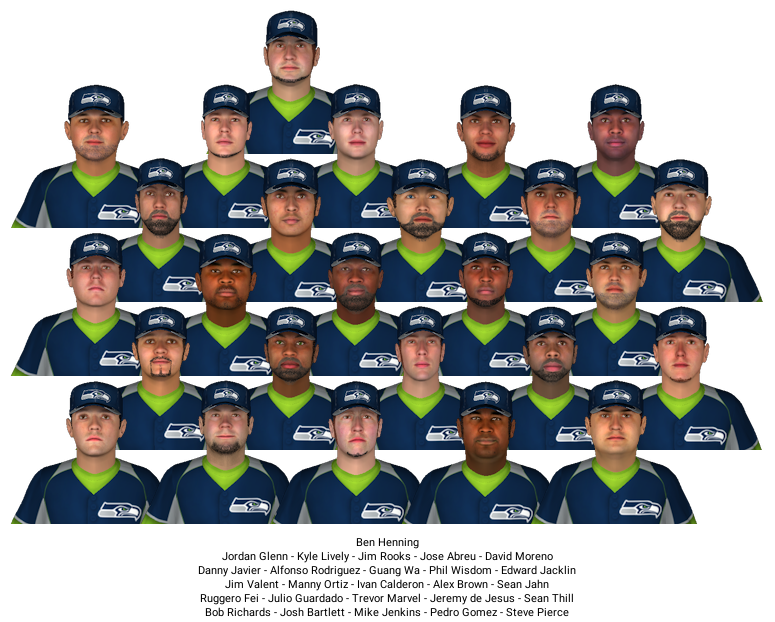 Ben Henning
Jordan Glenn - Kyle Lively - Jim Rooks - Jose Abreu - David Moreno
Danny Javier - Alfonso Rodriguez - Guang Wa - Phil Wisdom - Edward Jacklin
Jim Valent - Manny Ortiz - Ivan Calderon - Alex Brown - Sean Jahn
Ruggero Fei - Julio Guardado - Trevor Marvel - Jeremy de Jesus - Sean Thill
Bob Richards - Josh Bartlett - Mike Jenkins - Pedro Gomez - Steve Pierce